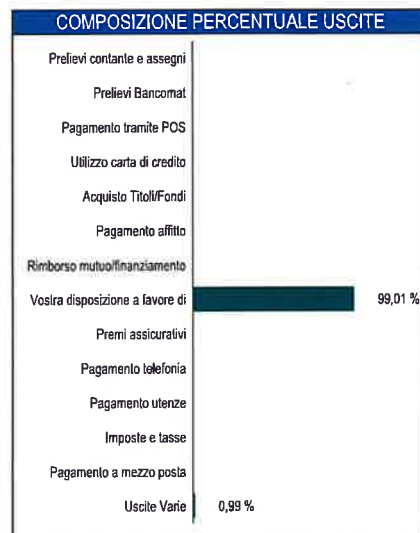 COMPOSIZIONE PERCENTUALE USCITE
Prelievi contante e assegni
Prelievi Bancomat
Pagamento tramite POS
Utilizzo carta di credito
Acquisto Titoli/Fondi
Pagamento affitto
Rimborso mutuo/finanziamento
Vostra disposizione a favore di 99,01 %
Premi assicurativi
Pagamento telefonia
Pagamento utenze
Imposte e tasse
Pagamento a mezzo posta
Uscite Varie 0,99 %